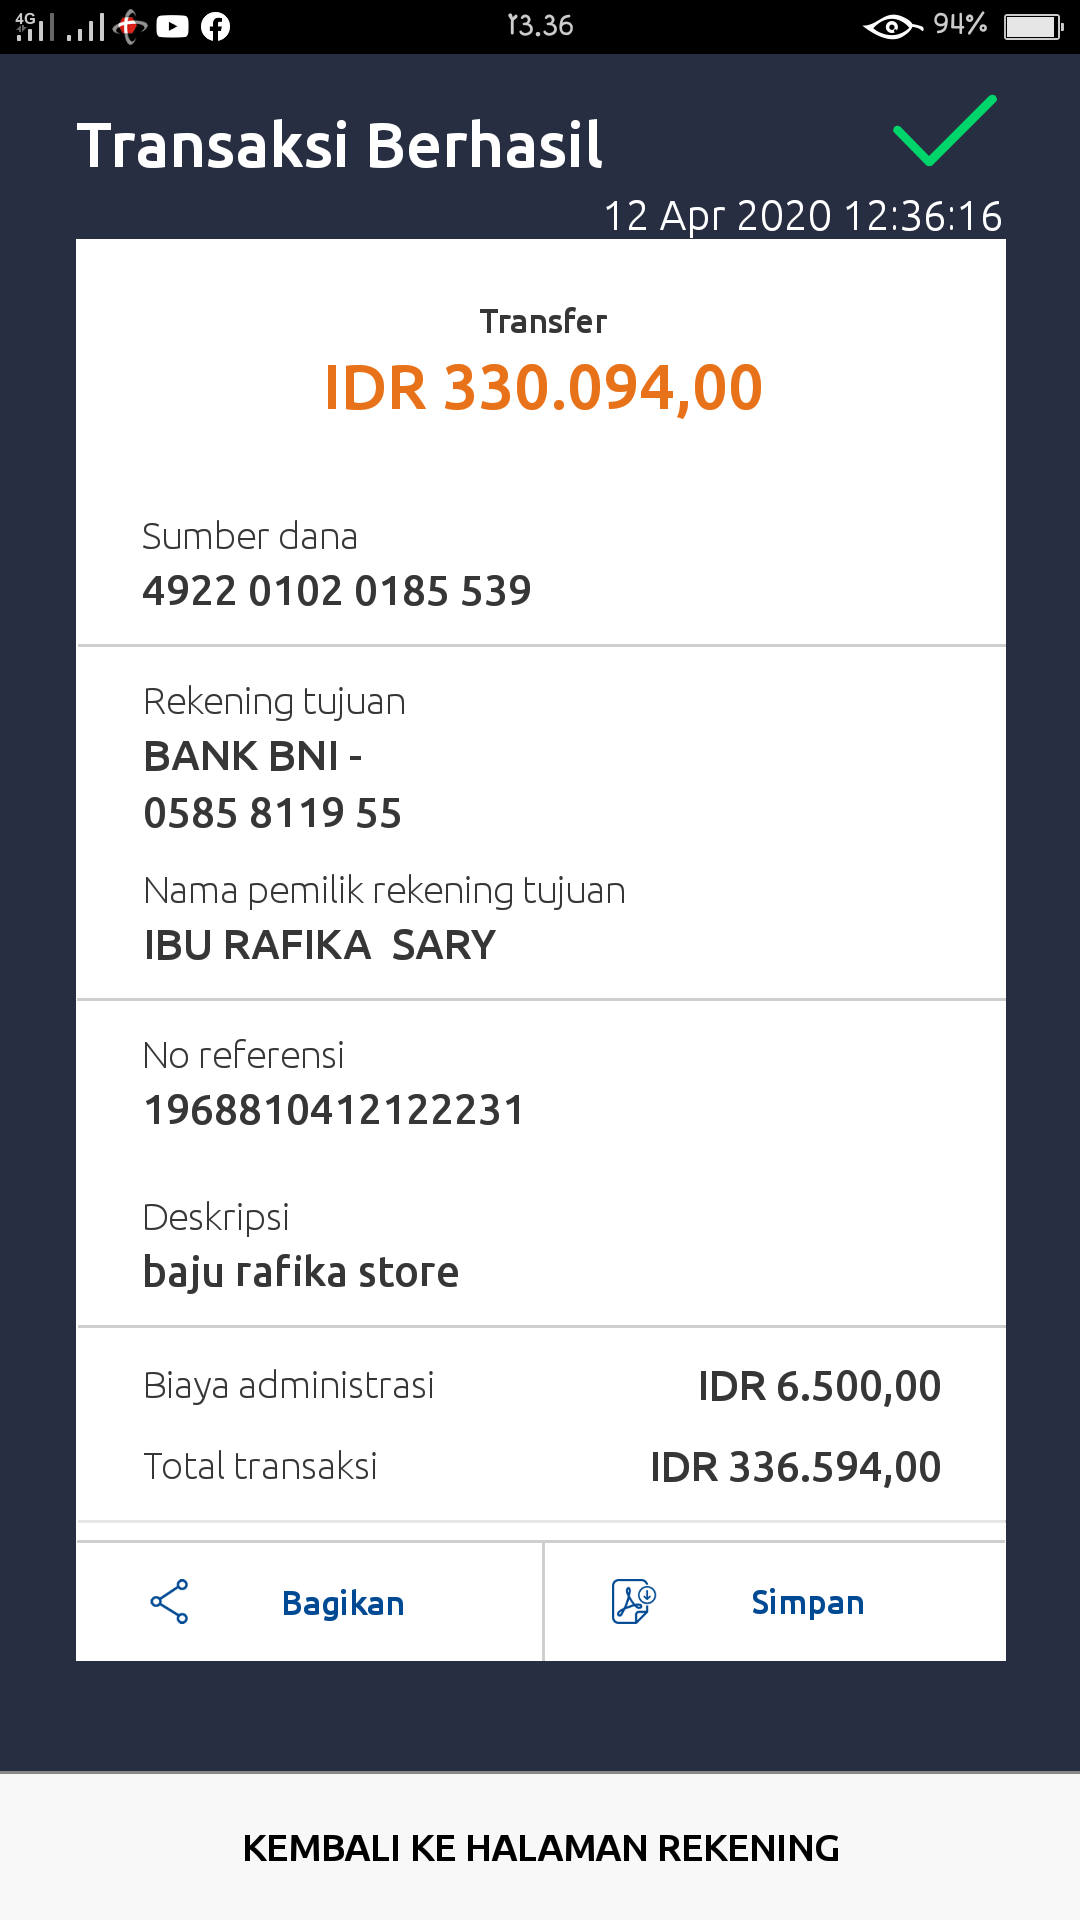 4G 13.36 94%
Transaksi Berhasil
12 Apr 2020 12:36:16
Transfer
IDR 330.094,00
Sumber dana
4922 0102 0185 539
Rekening tujuan
BANK BNI -
0585 8119 55
Nama pemilik rekening tujuan
IBU RAFIKA  SARY
No referensi
1968810412122231
Deskripsi
baju rafika store
Biaya administrasi IDR 6.500,00
Total transaksi IDR 336.594,00
Bagikan Simpan
KEMBALI KE HALAMAN REKENING